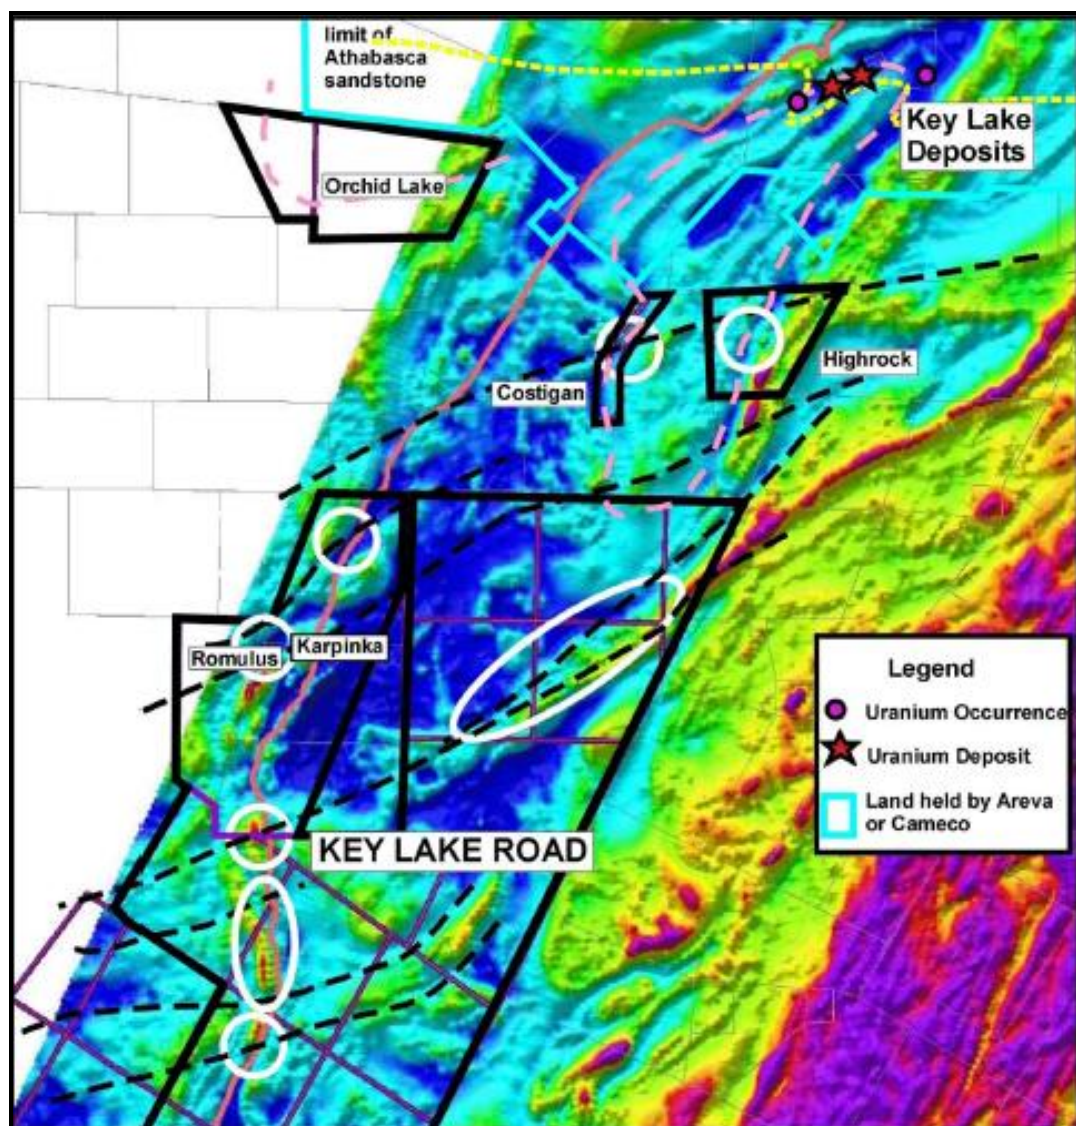 limit of
Athabasca
sandstone
Key Lake
Deposits
Orchid Lake
Highrock
Costigan
Romulus
Karpinka
KEY LAKE ROAD
Legend
Uranium Occurrence
Uranium Deposit
Land held by Areva
or Cameco